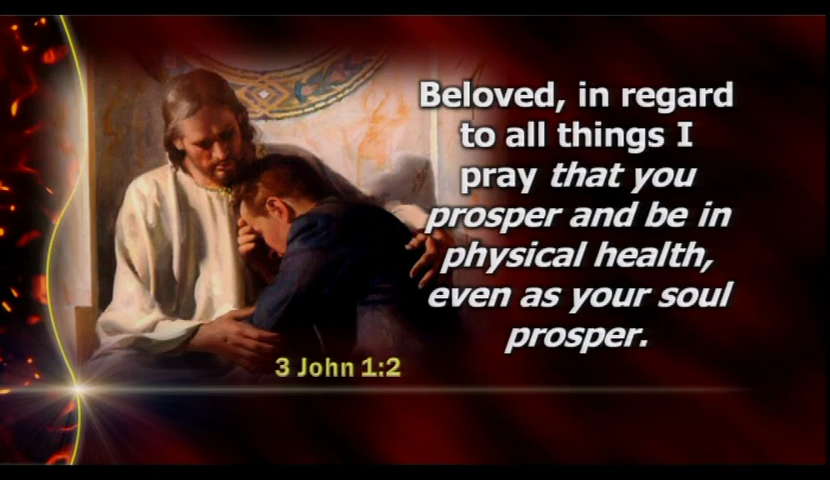 Beloved, in regard
to all things I
pray that you
prosper and be in
physical health,
even as your soul
prosper.
3 John 1:2